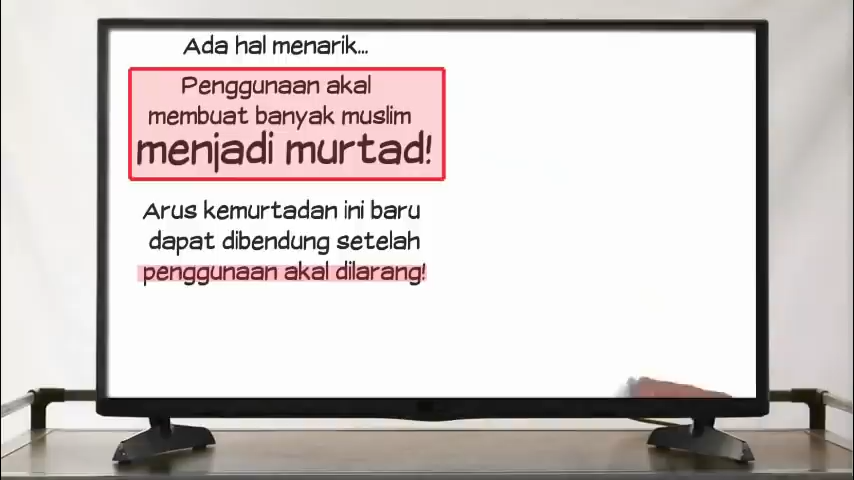 Ada hal menarik...
Penggunaan akal
membuat banyak muslim
menjadi murtad!
Arus kemurtadan ini baru
dapat dibendung setelah
penggunaan akal dilarang!